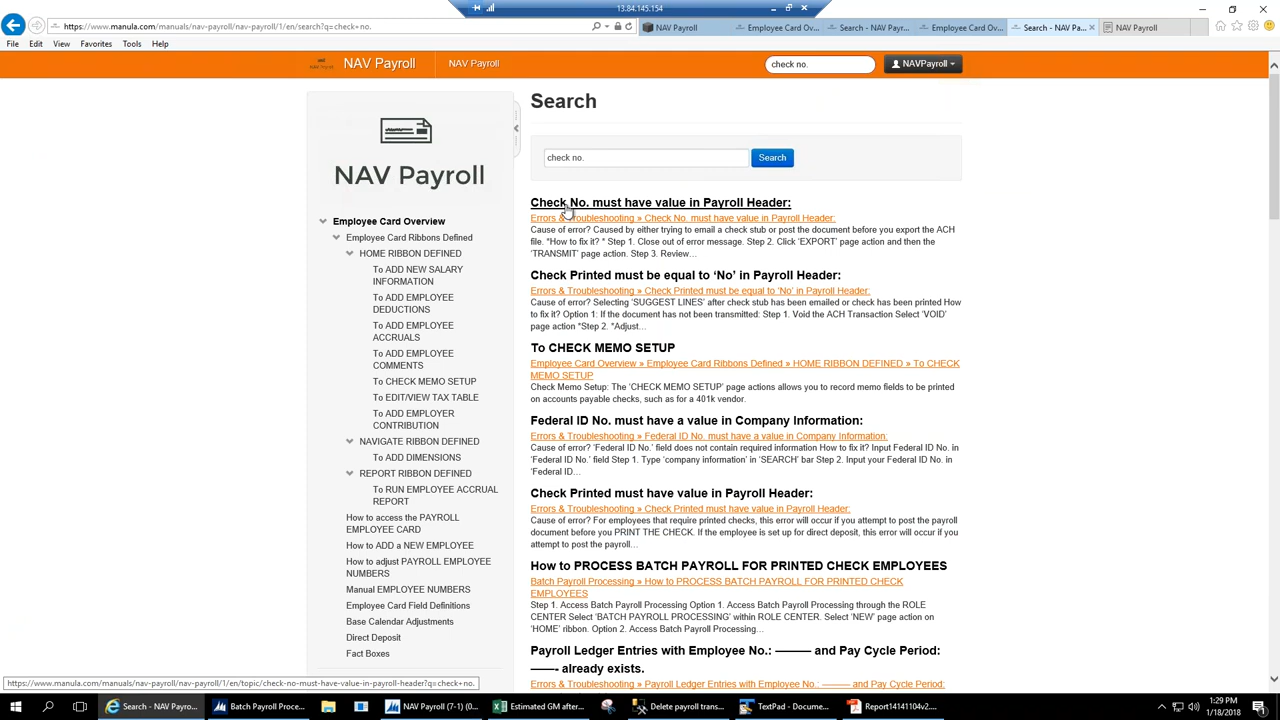 13.84.145.154
https://www.manula.com/manuals/nav-payroll/nav-payroll/1/en/search?q=check+no.
NAV Payroll
Employee Card Ov...
Search - NAV Payr...
Employee Card Ov...
Search - NAV Pa...
NAV Payroll
File Edit View Favorites Tools Help
NAV Payroll
NAV Payroll
check no.
NAVPayroll
NAV Payroll
Employee Card Overview
Employee Card Ribbons Defined
HOME RIBBON DEFINED
To ADD NEW SALARY
INFORMATION
To ADD EMPLOYEE
DEDUCTIONS
To ADD EMPLOYEE
ACCRUALS
To ADD EMPLOYEE
COMMENTS
To CHECK MEMO SETUP
To EDIT/VIEW TAX TABLE
To ADD EMPLOYER
CONTRIBUTION
NAVIGATE RIBBON DEFINED
To ADD DIMENSIONS
REPORT RIBBON DEFINED
To RUN EMPLOYEE ACCRUAL
REPORT
How to access the PAYROLL
EMPLOYEE CARD
How to ADD a NEW EMPLOYEE
How to adjust PAYROLL EMPLOYEE
NUMBERS
Manual EMPLOYEE NUMBERS
Employee Card Field Definitions
Base Calendar Adjustments
Direct Deposit
Fact Boxes
Search
check no.
Search
Check No. must have value in Payroll Header:
Errors & Troubleshooting » Check No. must have value in Payroll Header:
Cause of error? Caused by either trying to email a check stub or post the document before you export the ACH
file. *How to fix it? * Step 1. Close out of error message. Step 2. Click 'EXPORT' page action and then the
'TRANSMIT' page action. Step 3. Review…
Check Printed must be equal to ‘No’ in Payroll Header:
Errors & Troubleshooting » Check Printed must be equal to ‘No’ in Payroll Header:
Cause of error? Selecting 'SUGGEST LINES' after check stub has been emailed or check has been printed How
to fix it? Option 1: If the document has not been transmitted: Step 1. Void the ACH Transaction Select 'VOID'
page action *Step 2. *Adjust…
To CHECK MEMO SETUP
Employee Card Overview » Employee Card Ribbons Defined » HOME RIBBON DEFINED » To CHECK
MEMO SETUP
Check Memo Setup: The 'CHECK MEMO SETUP' page actions allows you to record memo fields to be printed
on accounts payable checks, such as for a 401k vendor.
Federal ID No. must have a value in Company Information:
Errors & Troubleshooting » Federal ID No. must have a value in Company Information:
Cause of error? 'Federal ID No.' field does not contain required information How to fix it? Input Federal ID No. in
'Federal ID No.' field Step 1. Type 'company information' in 'SEARCH' bar Step 2. Input your Federal ID No. in
'Federal ID…
Check Printed must have value in Payroll Header:
Errors & Troubleshooting » Check Printed must have value in Payroll Header:
Cause of error? For employees that require printed checks, this error will occur if you attempt to post the payroll
document before you PRINT THE CHECK. If the employee is set up for direct deposit, this error will occur if you
attempt to post the payroll…
How to PROCESS BATCH PAYROLL FOR PRINTED CHECK EMPLOYEES
Batch Payroll Processing » How to PROCESS BATCH PAYROLL FOR PRINTED CHECK
EMPLOYEES
Step 1. Access Batch Payroll Processing Option 1. Access Batch Payroll Processing through the ROLE
CENTER Select 'BATCH PAYROLL PROCESSING' within ROLE CENTER. Select 'NEW' page action on
'HOME' ribbon. Option 2. Access Batch Payroll Processing…
Payroll Ledger Entries with Employee No.: ——— and Pay Cycle Period:
——- already exists.
Errors & Troubleshooting » Payroll Ledger Entries with Employee No.: ——— and Pay Cycle Period:
https://www.manula.com/manuals/nav-payroll/nav-payroll/1/en/topic/check-no-must-have-value-in-payroll-header?q=check+no.
Search - NAV Payro...
Batch Payroll Proce...
NAV Payroll (7-1) (...
Estimated GM after...
Delete payroll trans...
TextPad - Docume...
Report14141104v2....
1:29 PM
1/18/2018